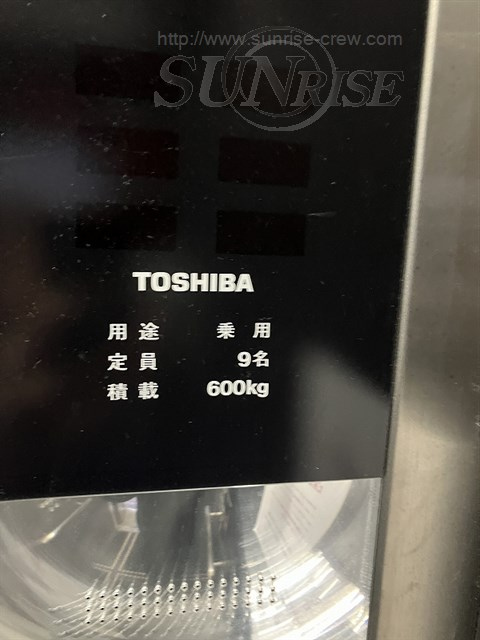 http://www.sunrise-crew.com
SUNRISE
TOSHIBA
用途 乗用
定員 9名
積載 600kg